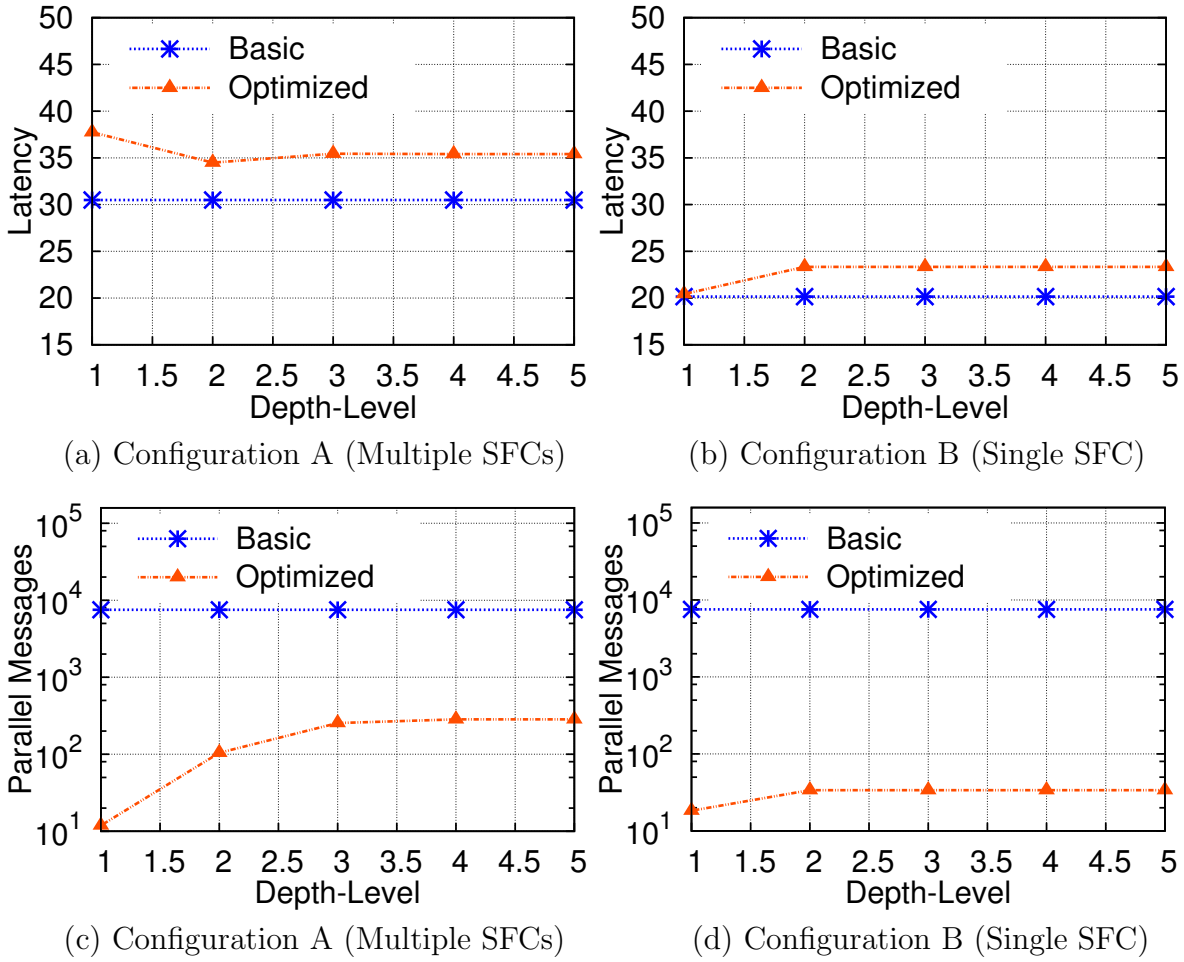 Latency
50
45
40
35
30
25
20
15
Basic
Optimized
1 1.5 2 2.5 3 3.5 4 4.5 5
Depth-Level
(a) Configuration A (Multiple SFCs)
Latency
50
45
40
35
30
25
20
15
Basic
Optimized
1 1.5 2 2.5 3 3.5 4 4.5 5
Depth-Level
(b) Configuration B (Single SFC)
Parallel Messages
10^5
10^4
10^3
10^2
10^1
Basic
Optimized
1 1.5 2 2.5 3 3.5 4 4.5 5
Depth-Level
(c) Configuration A (Multiple SFCs)
Parallel Messages
10^5
10^4
10^3
10^2
10^1
Basic
Optimized
1 1.5 2 2.5 3 3.5 4 4.5 5
Depth-Level
(d) Configuration B (Single SFC)